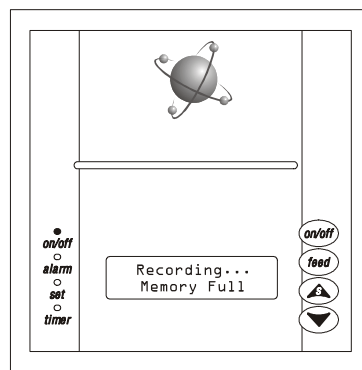 on/off
alarm
set
timer
Recording...
Memory Full
on/off
feed
S